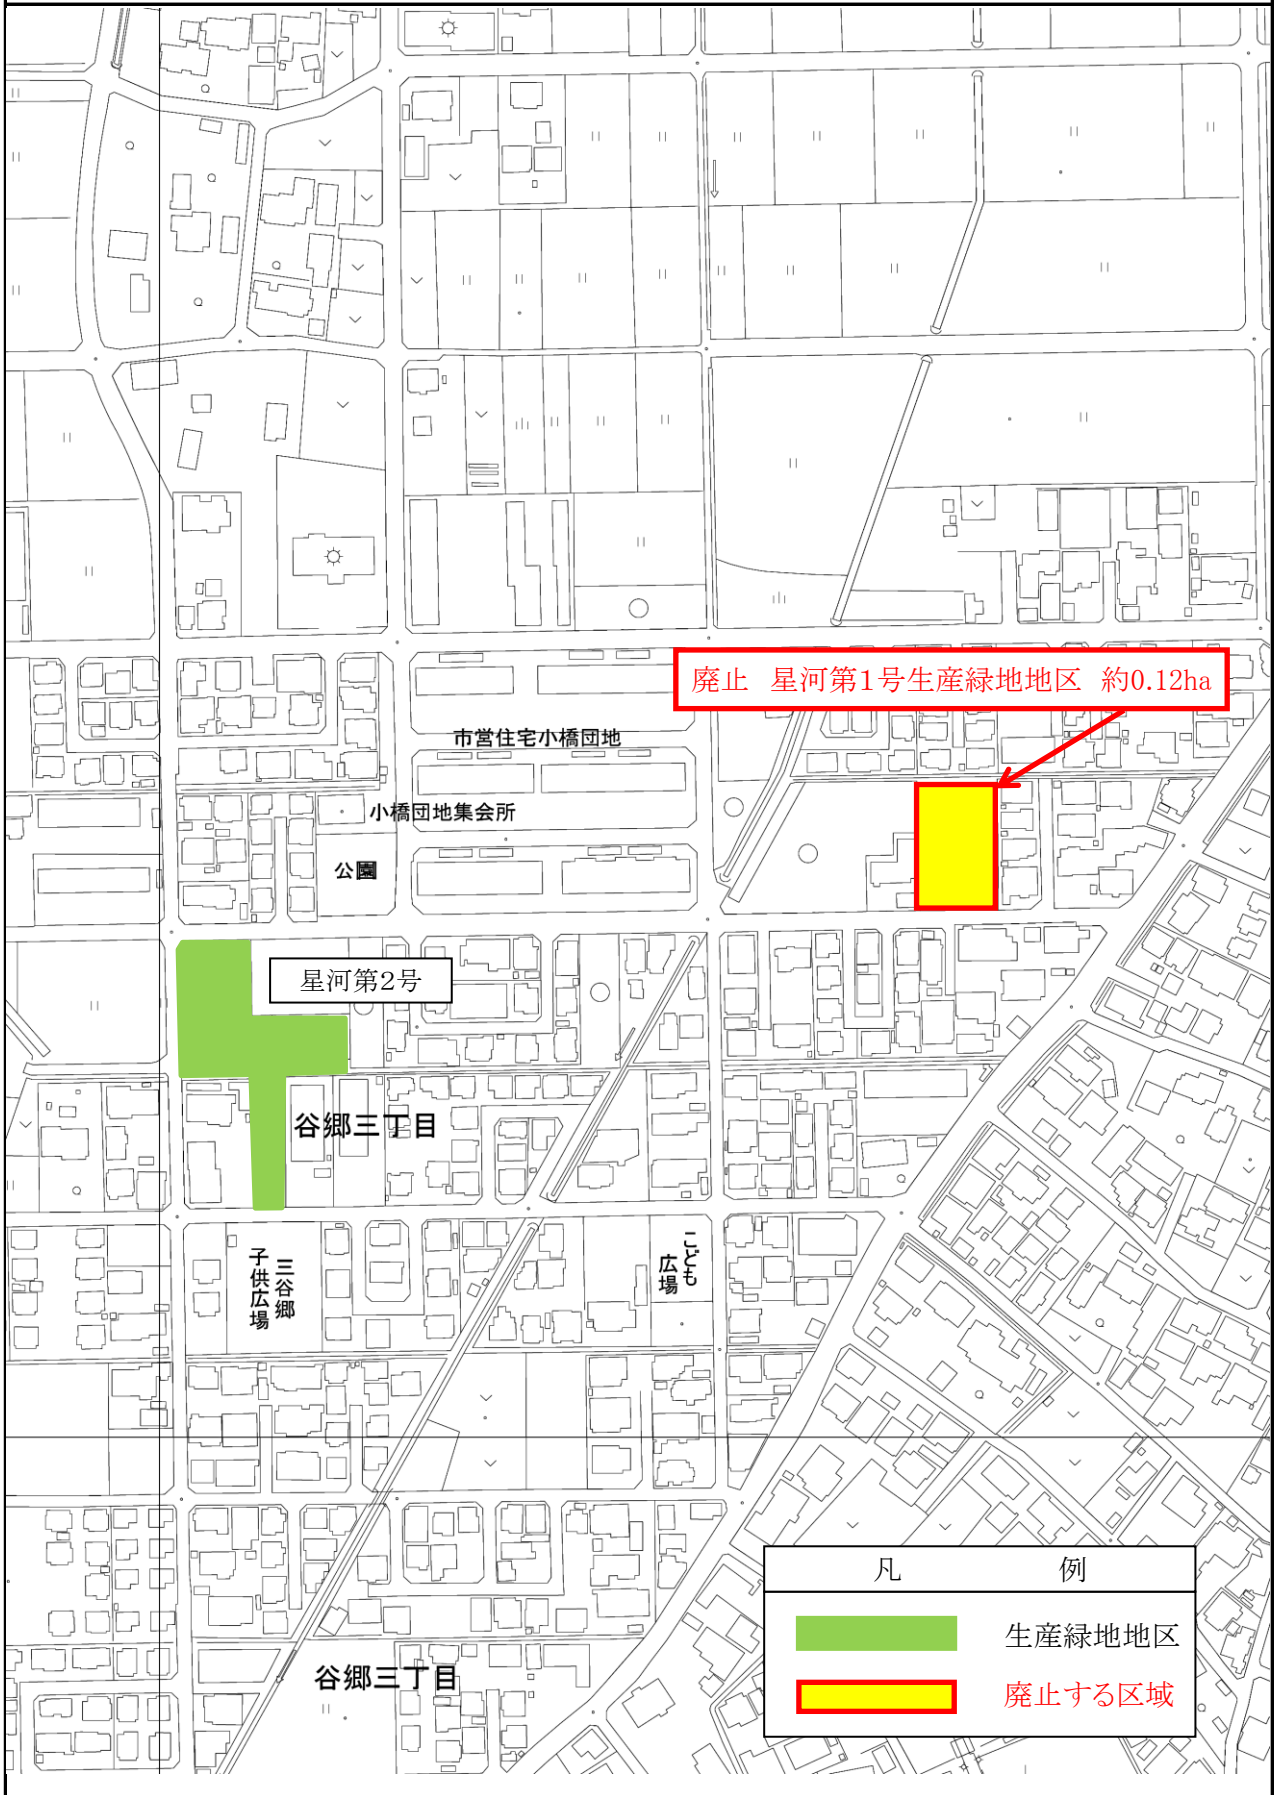 廃止 星河第1号生産緑地地区 約0.12ha
市営住宅小橋団地
小橋団地集会所
公園
星河第2号
谷郷三丁目
三谷郷
子供広場
こども
広場
谷郷三丁目
凡 例
生産緑地地区
廃止する区域